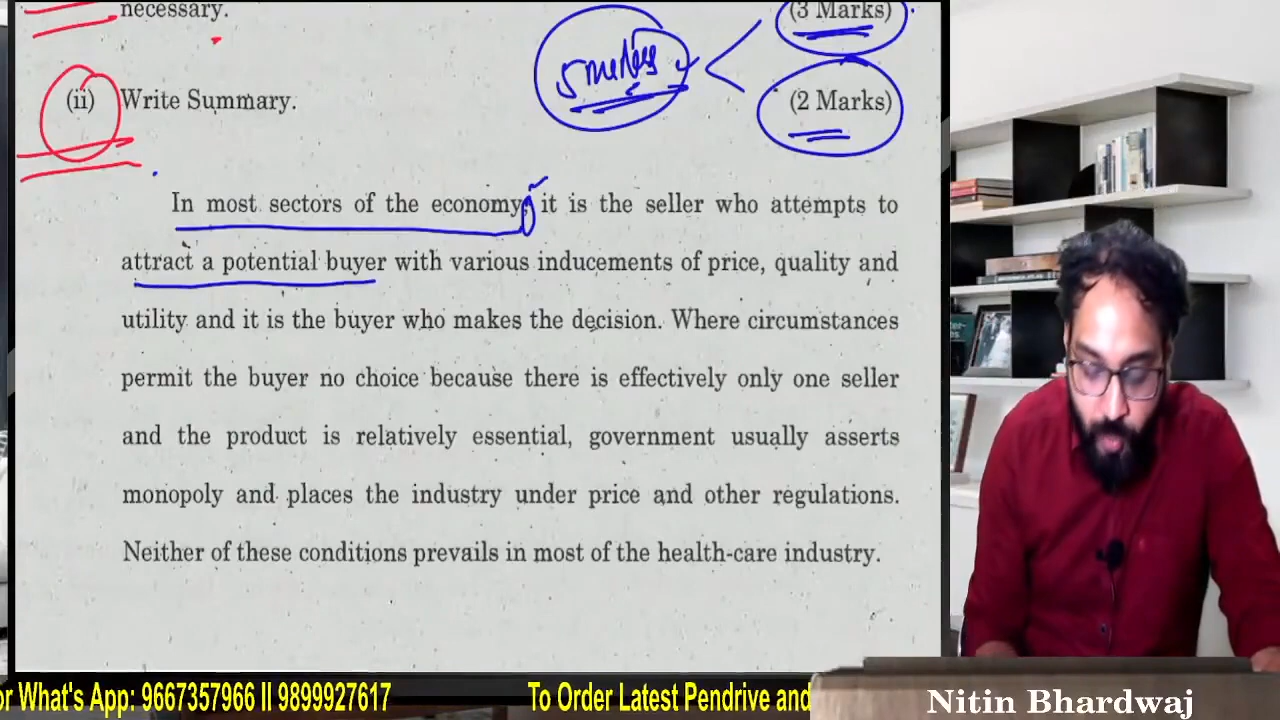 necessary.
(3 Marks)
5 marks
(ii) Write Summary.
(2 Marks)
In most sectors of the economy, it is the seller who attempts to
attract a potential buyer with various inducements of price, quality and
utility and it is the buyer who makes the decision. Where circumstances
permit the buyer no choice because there is effectively only one seller
and the product is relatively essential, government usually asserts
monopoly and places the industry under price and other regulations.
Neither of these conditions prevails in most of the health-care industry.
or What's App: 9667357966 II 9899927617 To Order Latest Pendrive and
Nitin Bhardwaj